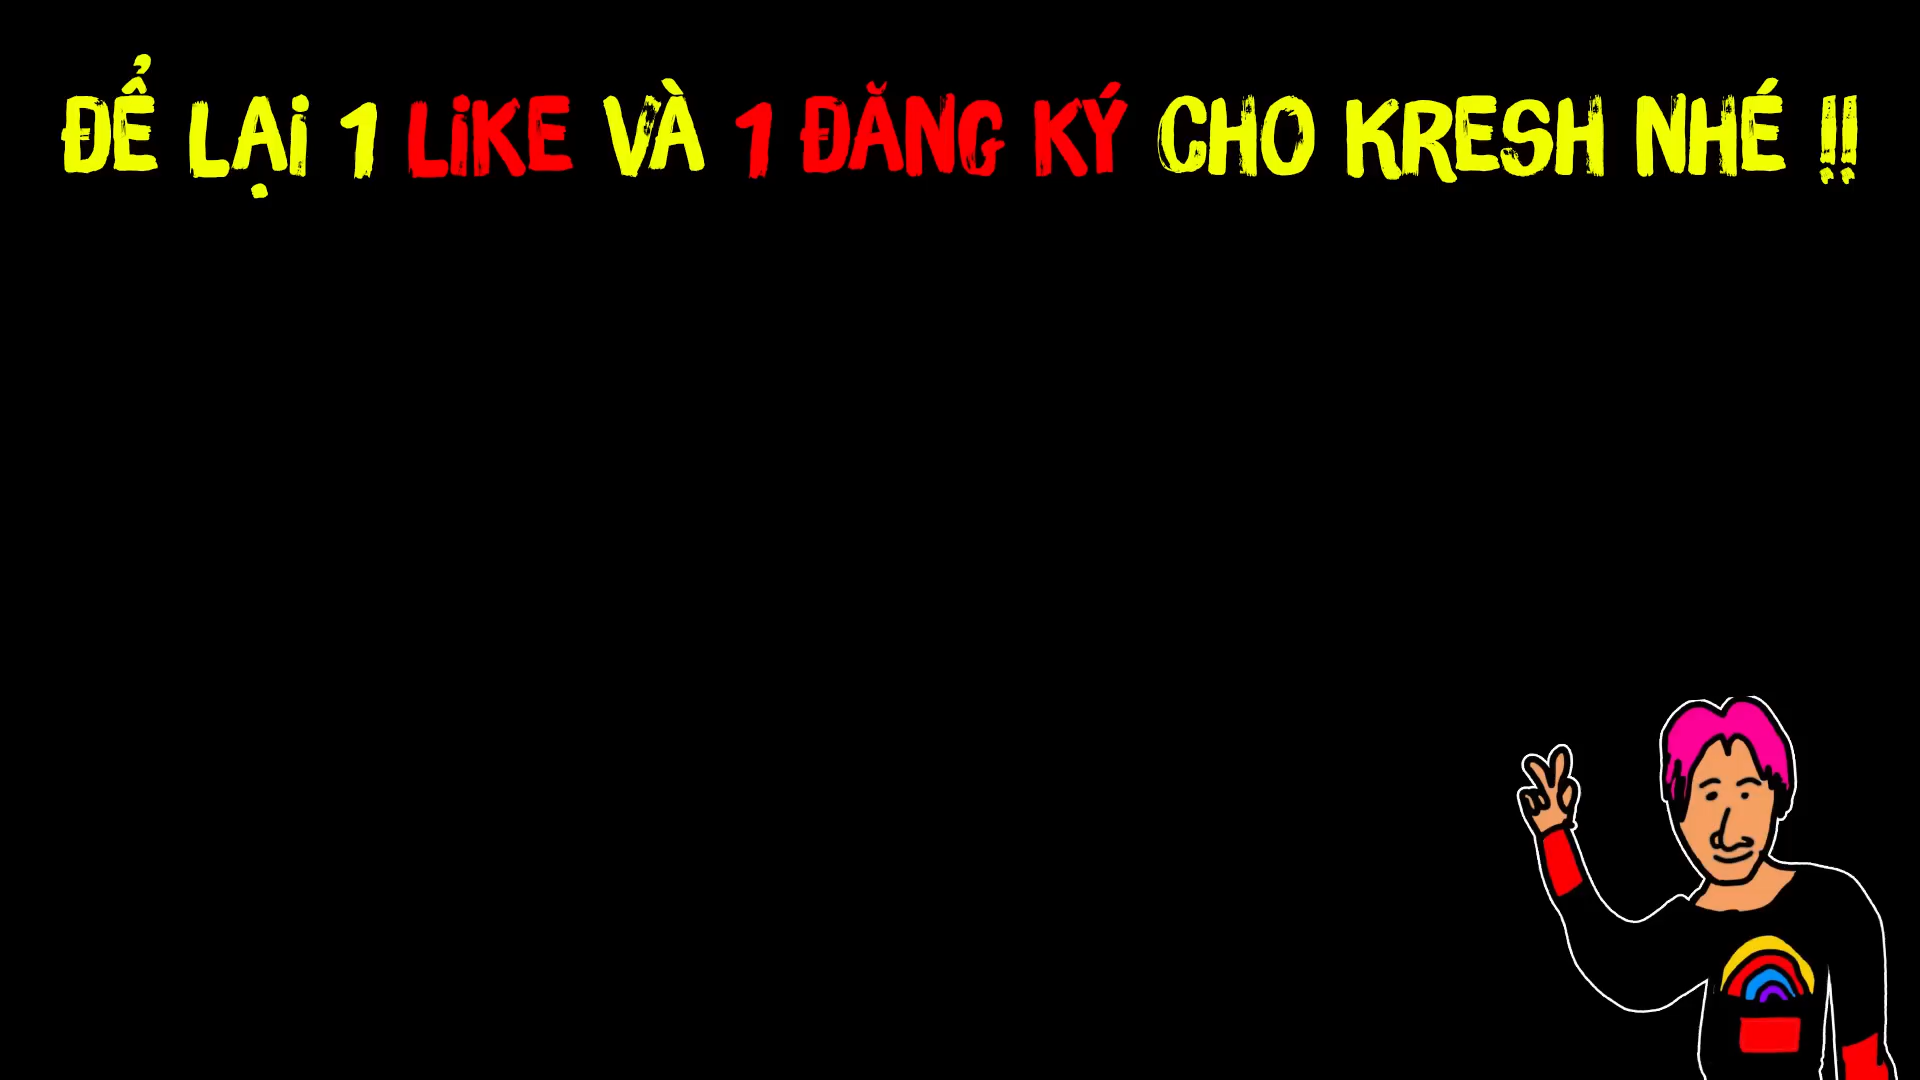 ĐỂ LẠI 1 LIKE VÀ 1 ĐĂNG KÝ CHO KRESH NHÉ !!